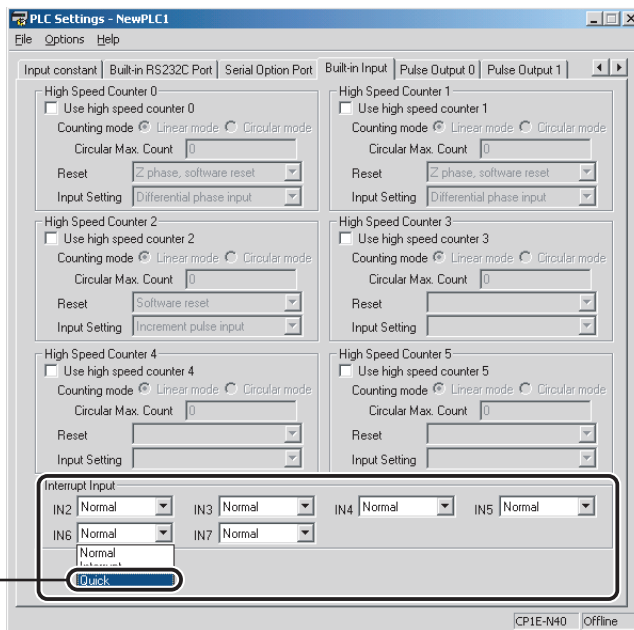 PLC Settings - NewPLC1
File Options Help
Input constant Built-in RS232C Port Serial Option Port Built-in Input Pulse Output 0 Pulse Output 1
High Speed Counter 0
Use high speed counter 0
Counting mode Linear mode Circular mode
Circular Max. Count 0
Reset Z phase, software reset
Input Setting Differential phase input
High Speed Counter 1
Use high speed counter 1
Counting mode Linear mode Circular mode
Circular Max. Count 0
Reset Z phase, software reset
Input Setting Differential phase input
High Speed Counter 2
Use high speed counter 2
Counting mode Linear mode Circular mode
Circular Max. Count 0
Reset Software reset
Input Setting Increment pulse input
High Speed Counter 3
Use high speed counter 3
Counting mode Linear mode Circular mode
Circular Max. Count 0
Reset
Input Setting
High Speed Counter 4
Use high speed counter 4
Counting mode Linear mode Circular mode
Circular Max. Count 0
Reset
Input Setting
High Speed Counter 5
Use high speed counter 5
Counting mode Linear mode Circular mode
Circular Max. Count 0
Reset
Input Setting
Interrupt Input
IN2 Normal IN3 Normal IN4 Normal IN5 Normal
IN6 Normal IN7 Normal
Normal
Quick
CP1E-N40 Offline